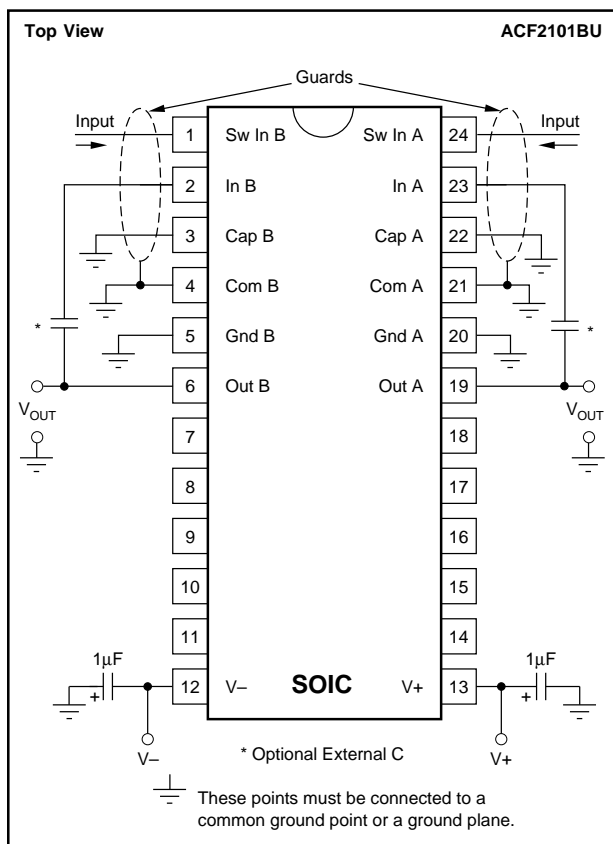 Top View ACF2101BU
Guards
Input Input
1 Sw In B Sw In A 24
2 In B In A 23
3 Cap B Cap A 22
4 Com B Com A 21
* *
5 Gnd B Gnd A 20
6 Out B Out A 19
VOUT VOUT
7 18
8 17
9 16
10 15
11 14
1µF 1µF
12 V– SOIC V+ 13
+ +
V– * Optional External C V+
These points must be connected to a
common ground point or a ground plane.